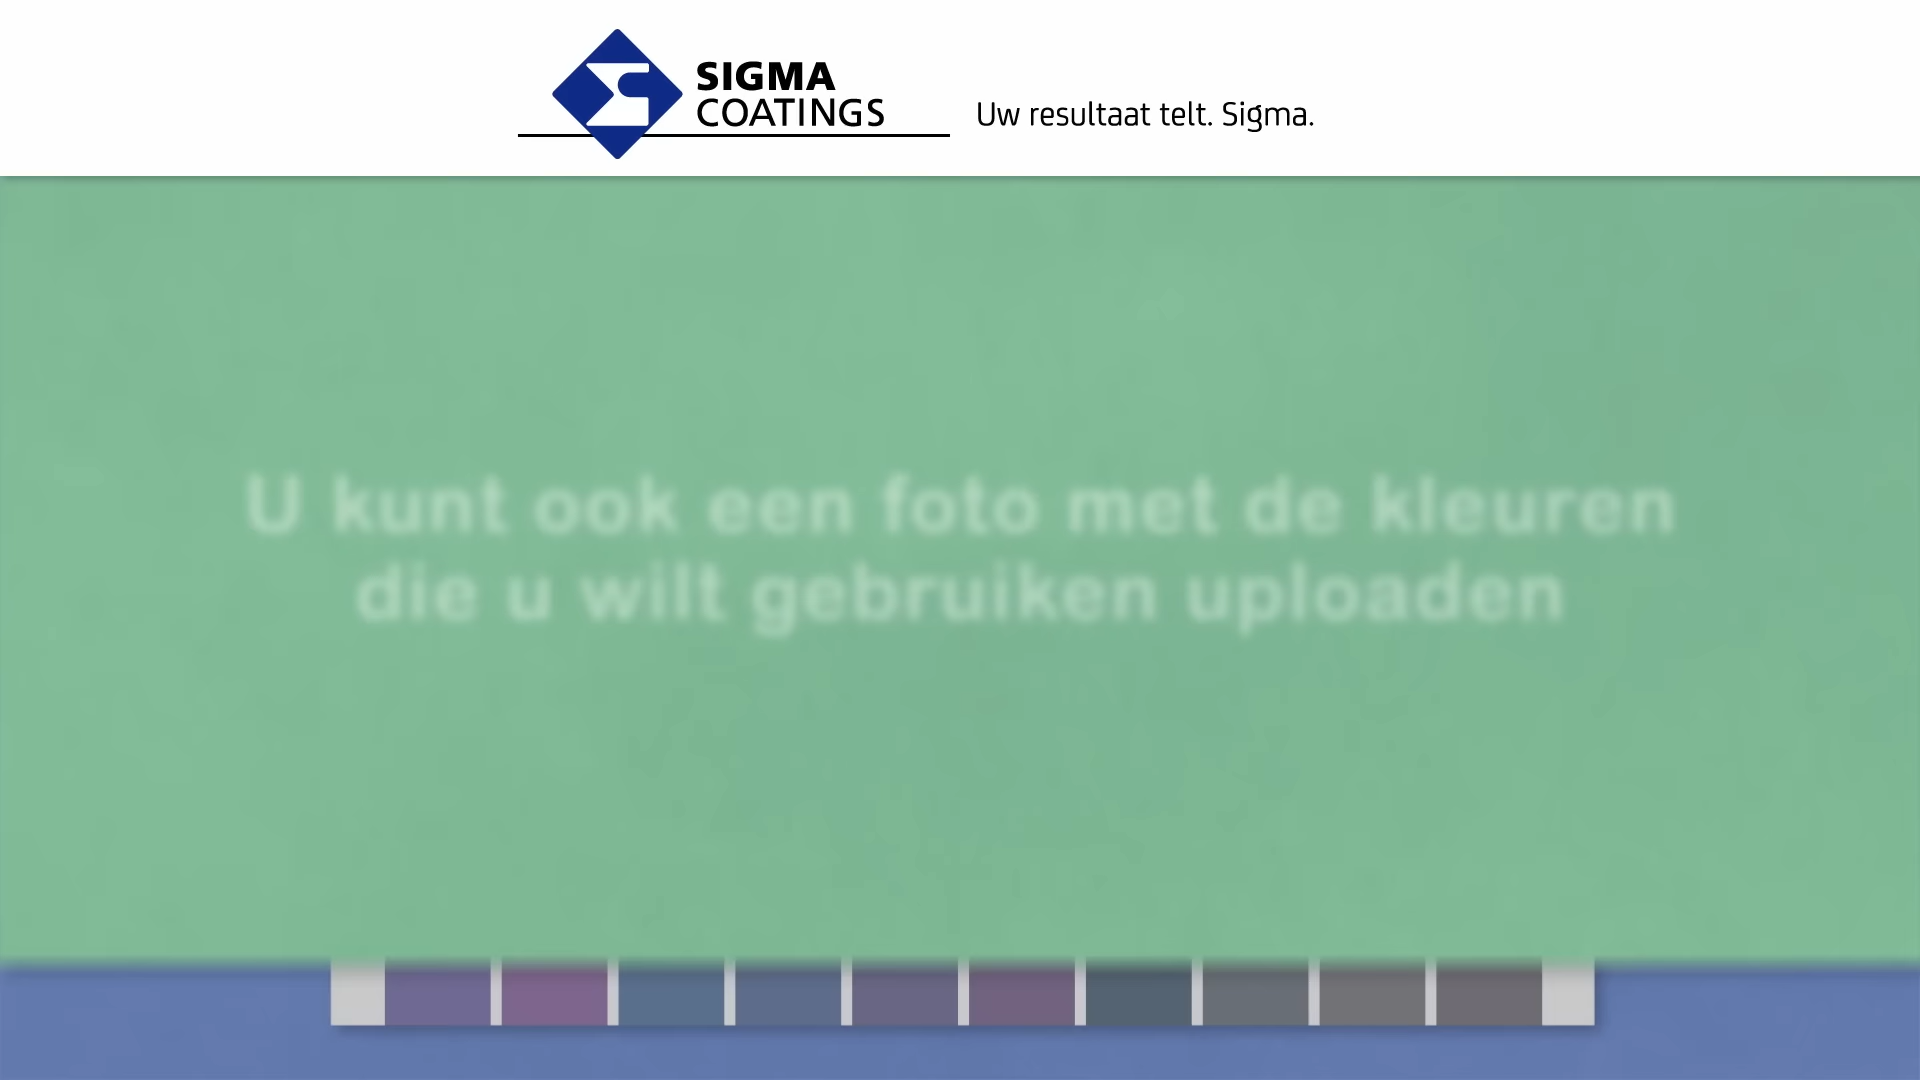 SIGMA
COATINGS
Uw resultaat telt. Sigma.
U kunt ook een foto met de kleuren
die u wilt gebruiken uploaden